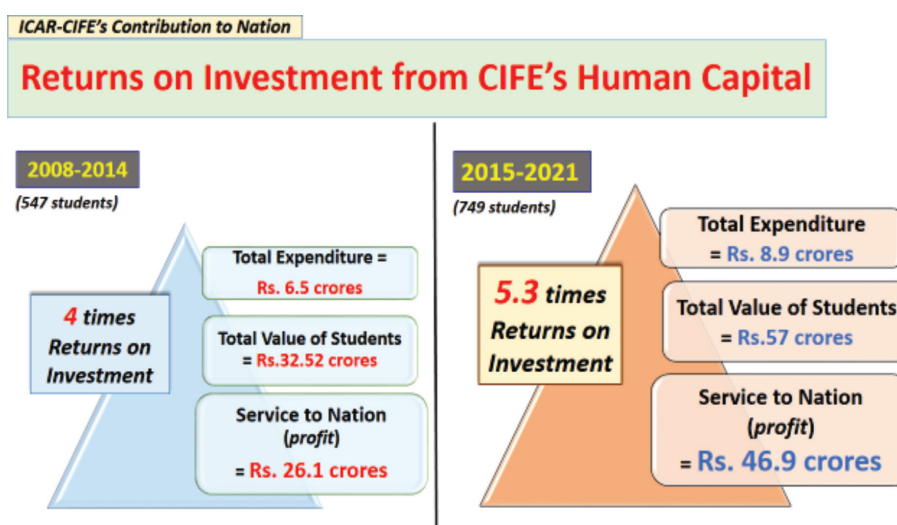 ICAR-CIFE's Contribution to Nation
Returns on Investment from CIFE's Human Capital
2008-2014
(547 students)
4 times
Returns on
Investment
Total Expenditure =
Rs. 6.5 crores
Total Value of Students
= Rs.32.52 crores
Service to Nation
(profit)
= Rs. 26.1 crores
2015-2021
(749 students)
5.3 times
Returns on
Investment
Total Expenditure
= Rs. 8.9 crores
Total Value of Students
= Rs.57 crores
Service to Nation
(profit)
= Rs. 46.9 crores